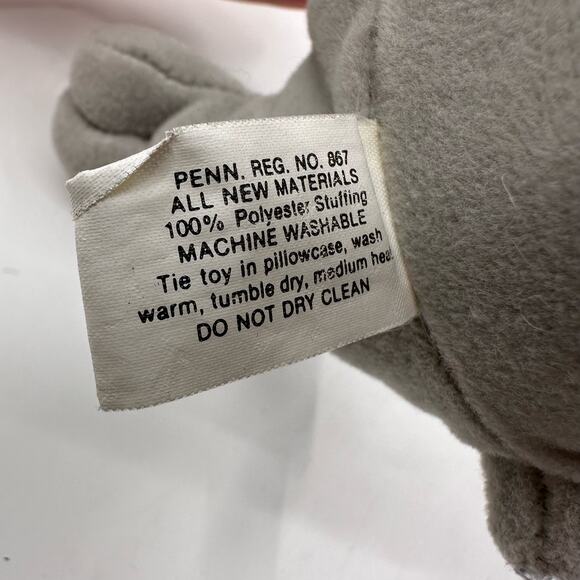 PENN. REG. NO. 867
ALL NEW MATERIALS
100% Polyester Stuffing
MACHINE WASHABLE
Tie toy in pillowcase, wash
warm, tumble dry, medium heat
DO NOT DRY CLEAN